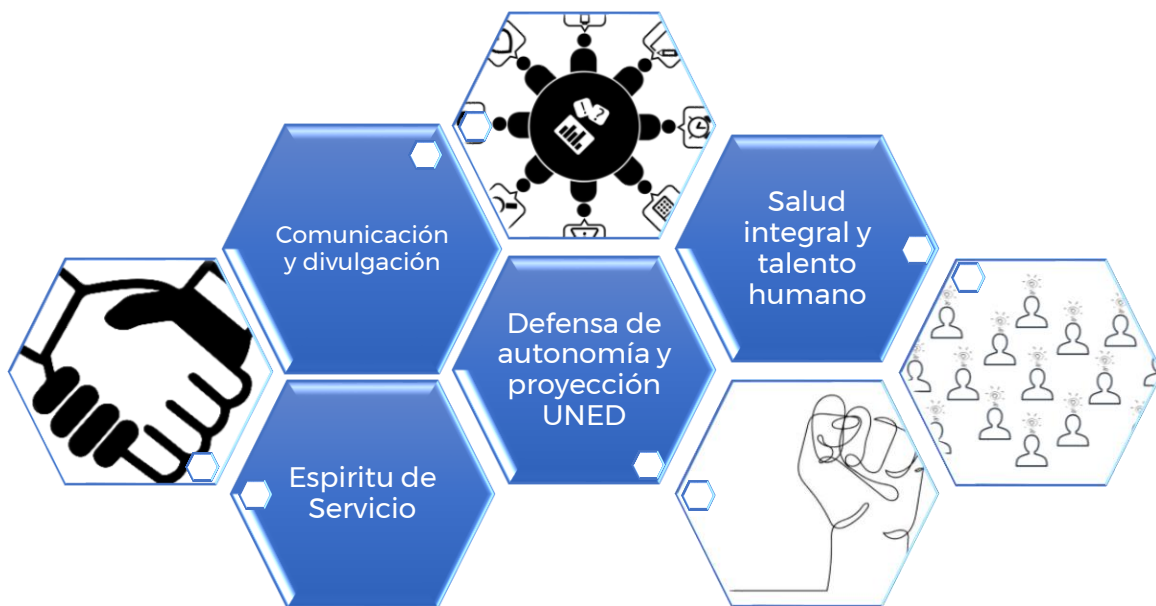 Comunicación
y divulgación
Salud
integral y
talento
humano
Defensa de
autonomía y
proyección
UNED
Espiritu de
Servicio